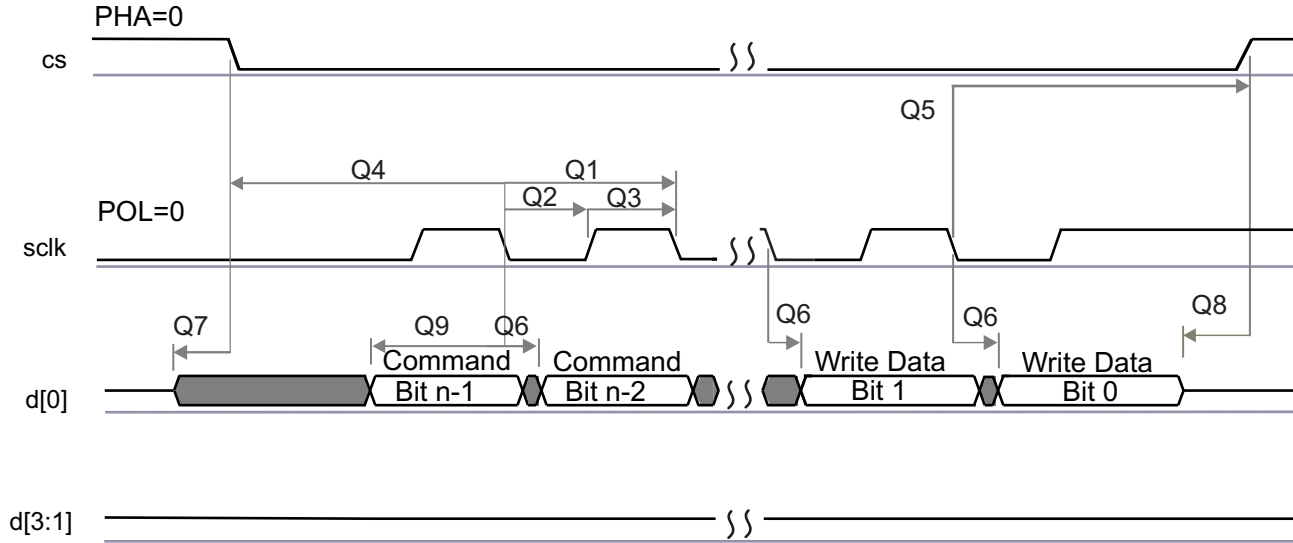 PHA=0
cs
Q5
Q4
Q1
Q2
Q3
POL=0
sclk
Q7
Q9
Q6
Q6
Q6
Q8
Command
Command
Write Data
Write Data
d[0]
Bit n-1
Bit n-2
Bit 1
Bit 0
d[3:1]